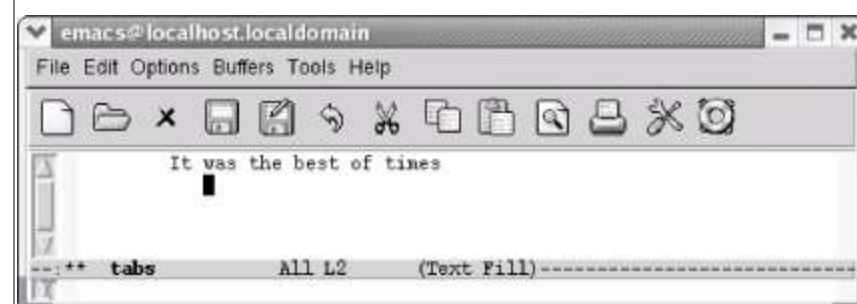 emacs@localhost.localdomain
File Edit Options Buffers Tools Help
It was the best of times
--:** tabs All L2 (Text Fill)----------------------------